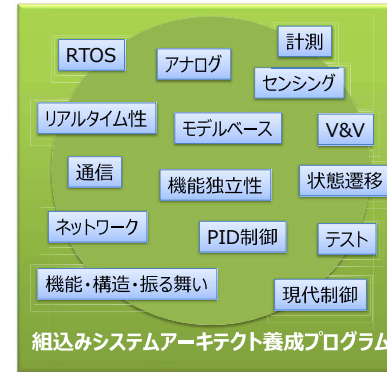 計測
RTOS
アナログ
センシング
リアルタイム性
モデルベース
V&V
通信
機能独立性
状態遷移
ネットワーク
PID制御
テスト
機能・構造・振る舞い
現代制御
組込みシステムアーキテクト養成プログラム